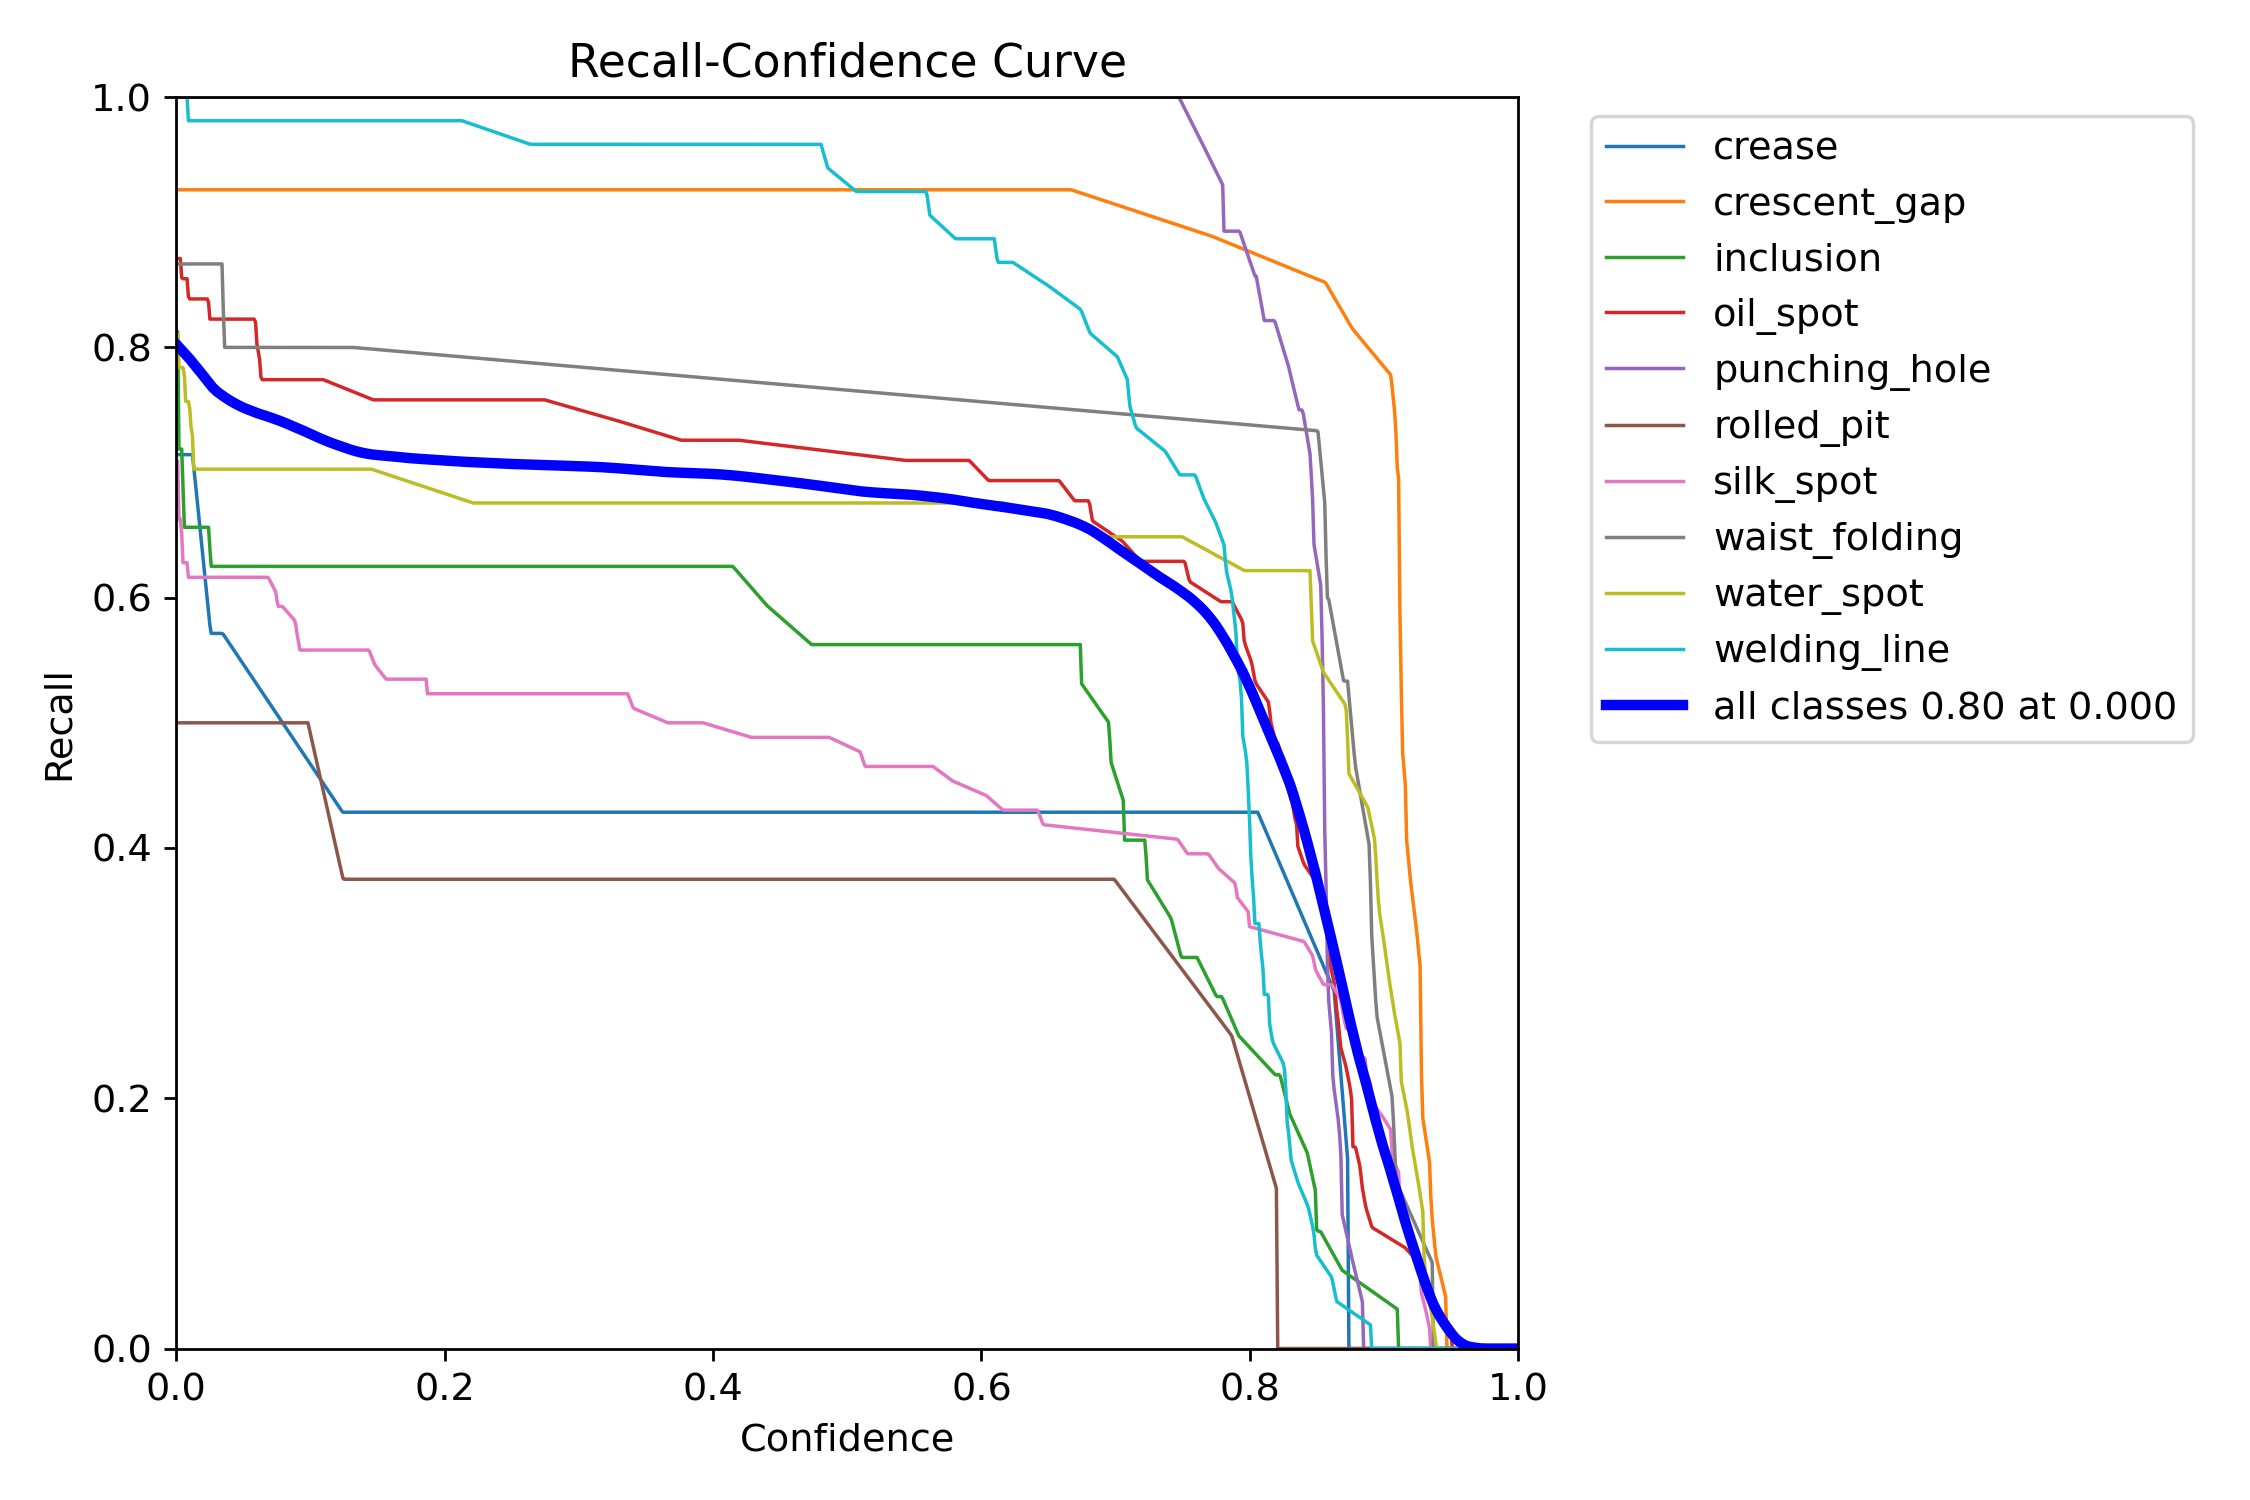 Recall-Confidence Curve
1.0
0.8
0.6
0.4
0.2
0.0
Recall
0.0 0.2 0.4 0.6 0.8 1.0
Confidence
crease
crescent_gap
inclusion
oil_spot
punching_hole
rolled_pit
silk_spot
waist_folding
water_spot
welding_line
all classes 0.80 at 0.000